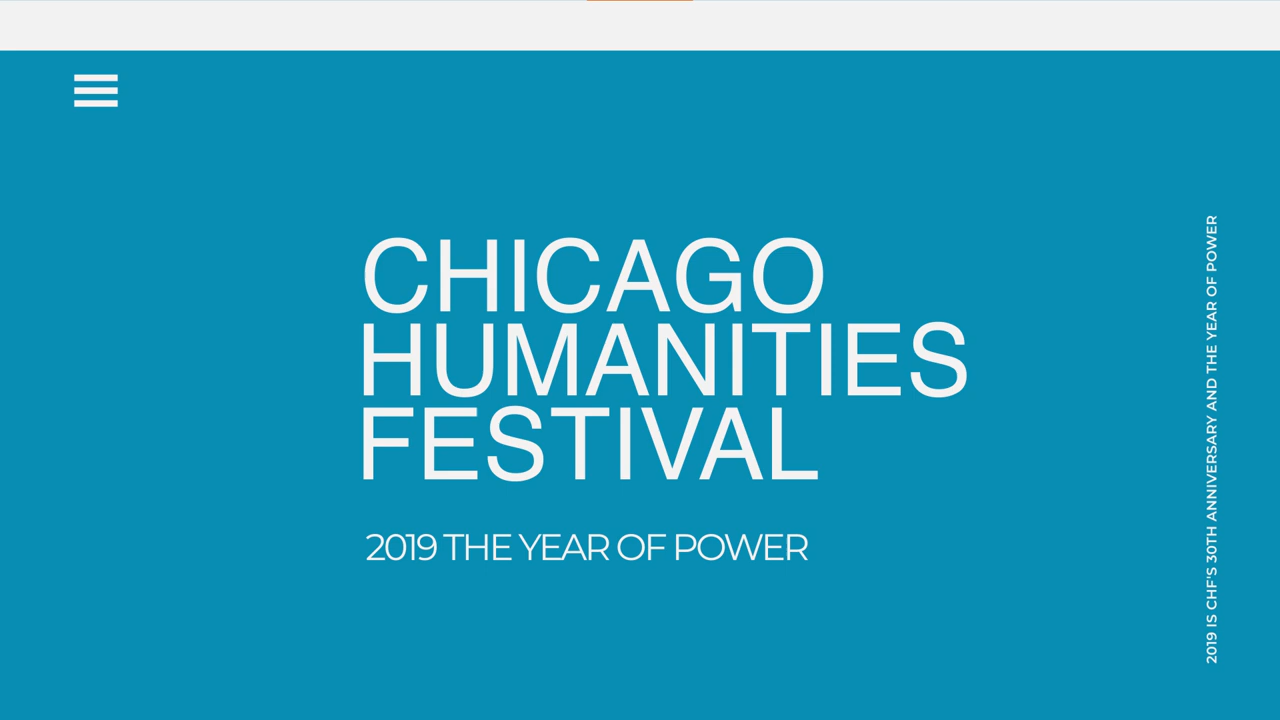 CHICAGO
HUMANITIES
FESTIVAL
2019 THE YEAR OF POWER
2019 IS CHF'S 30TH ANNIVERSARY AND THE YEAR OF POWER